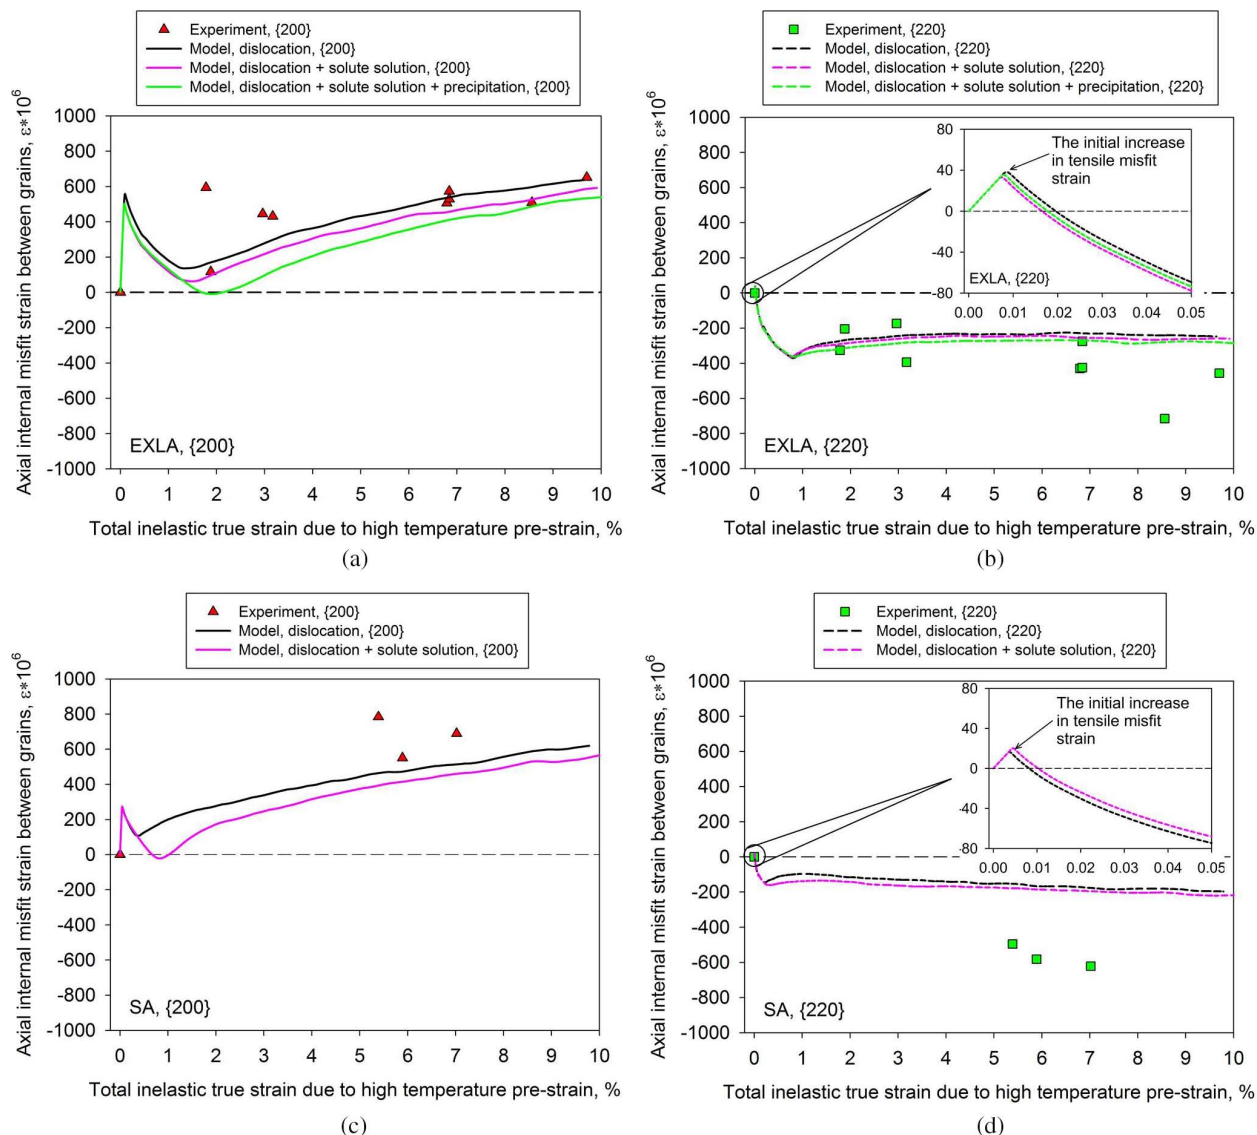 Experiment, {200}
Model, dislocation, {200}
Model, dislocation + solute solution, {200}
Model, dislocation + solute solution + precipitation, {200}
Axial internal misfit strain between grains, ε*10⁶
1000
800
600
400
200
0
-200
-400
-600
-800
-1000
EXLA, {200}
0 1 2 3 4 5 6 7 8 9 10
Total inelastic true strain due to high temperature pre-strain, %
(a)
Experiment, {220}
Model, dislocation, {220}
Model, dislocation + solute solution, {220}
Model, dislocation + solute solution + precipitation, {220}
Axial internal misfit strain between grains, ε*10⁶
1000
800
600
400
200
0
-200
-400
-600
-800
-1000
80
40
0
-40
-80
The initial increase
in tensile misfit
strain
EXLA, {220}
0.00 0.01 0.02 0.03 0.04 0.05
EXLA, {220}
0 1 2 3 4 5 6 7 8 9 10
Total inelastic true strain due to high temperature pre-strain, %
(b)
Experiment, {200}
Model, dislocation, {200}
Model, dislocation + solute solution, {200}
Axial internal misfit strain between grains, ε*10⁶
1000
800
600
400
200
0
-200
-400
-600
-800
-1000
SA, {200}
0 1 2 3 4 5 6 7 8 9 10
Total inelastic true strain due to high temperature pre-strain, %
(c)
Experiment, {220}
Model, dislocation, {220}
Model, dislocation + solute solution, {220}
Axial internal misfit strain between grains, ε*10⁶
1000
800
600
400
200
0
-200
-400
-600
-800
-1000
80
40
0
-40
-80
The initial increase
in tensile misfit
strain
0.00 0.01 0.02 0.03 0.04 0.05
SA, {220}
0 1 2 3 4 5 6 7 8 9 10
Total inelastic true strain due to high temperature pre-strain, %
(d)